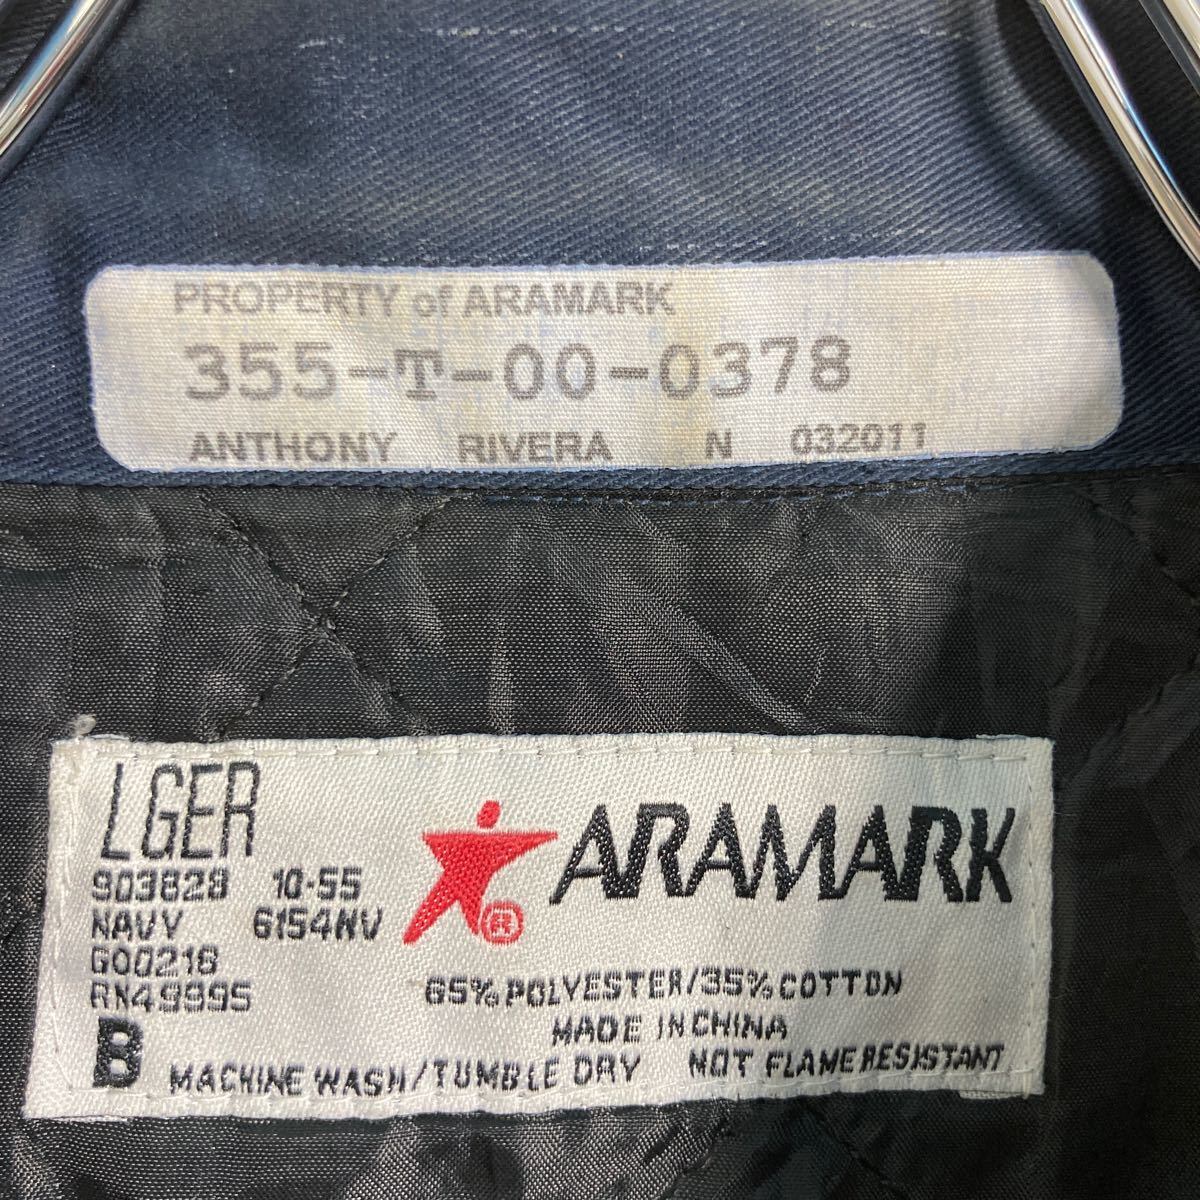 PROPERTY of ARAMARK
355-T-00-0378
ANTHONY RIVERA N 032011
LGER
903828 10-55
NAVY 6154NV
G00216
RN49995
B
ARAMARK
®
65% POLYESTER/35% COTTON
MADE IN CHINA
MACHINE WASH/TUMBLE DRY NOT FLAME RESISTANT